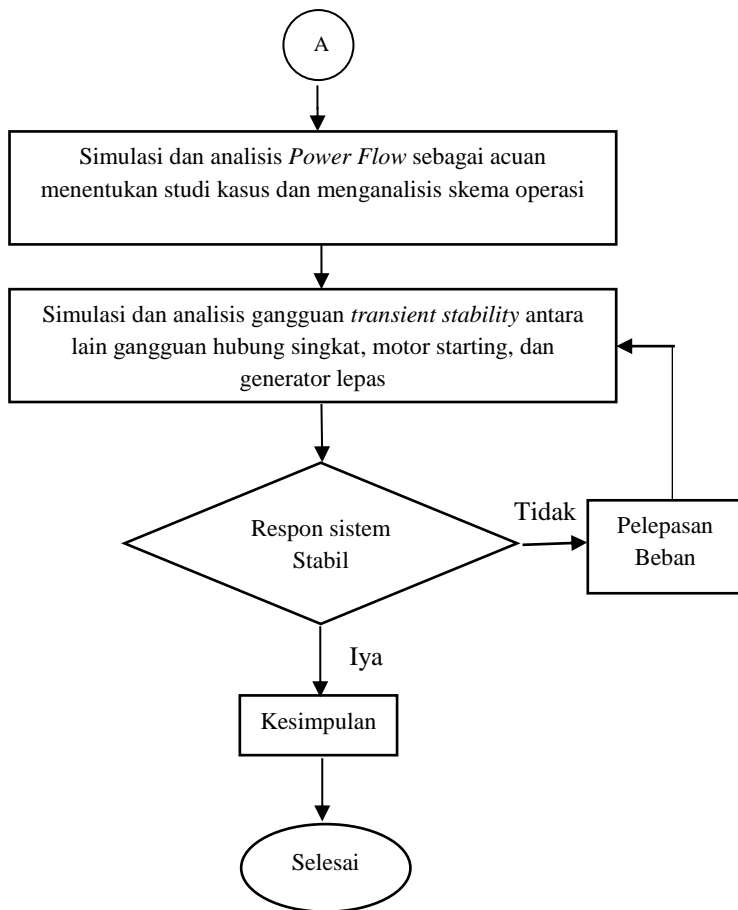 A
Simulasi dan analisis Power Flow sebagai acuan
menentukan studi kasus dan menganalisis skema operasi
Simulasi dan analisis gangguan transient stability antara
lain gangguan hubung singkat, motor starting, dan
generator lepas
Respon sistem
Stabil
Tidak
Pelepasan
Beban
Iya
Kesimpulan
Selesai